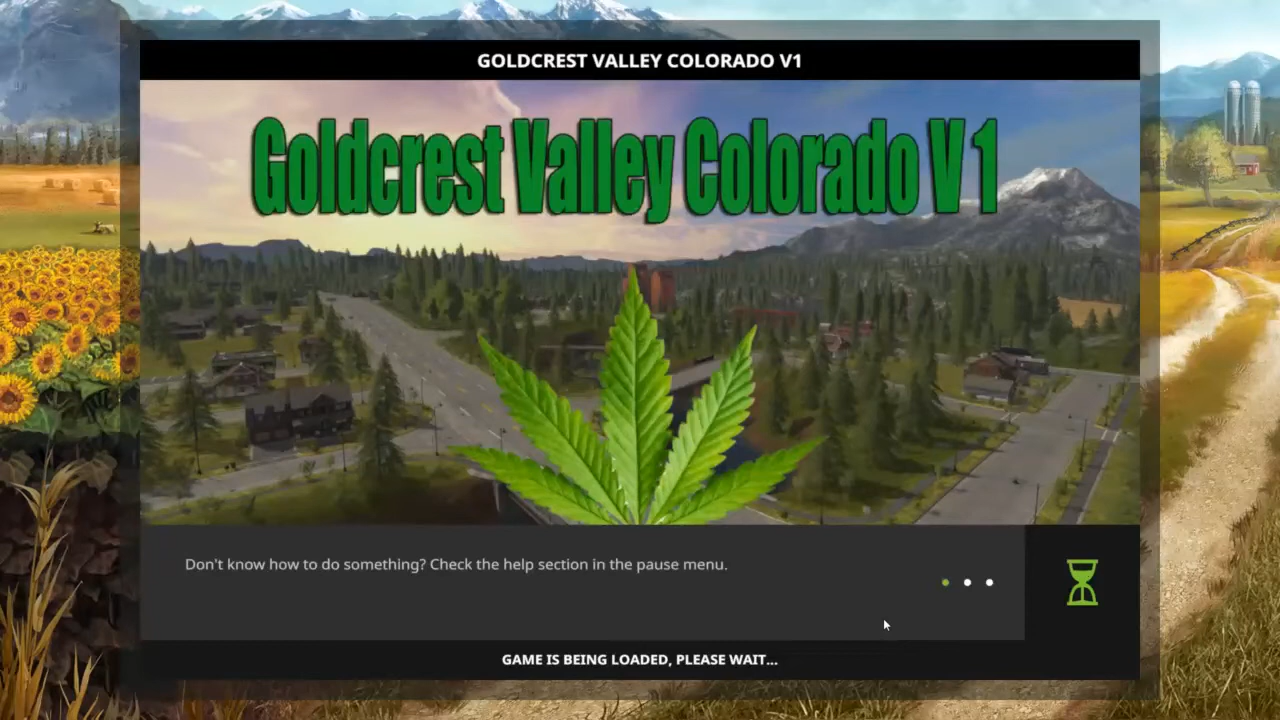 GOLDCREST VALLEY COLORADO V1
Goldcrest Valley Colorado V1
Don't know how to do something? Check the help section in the pause menu.
GAME IS BEING LOADED, PLEASE WAIT...